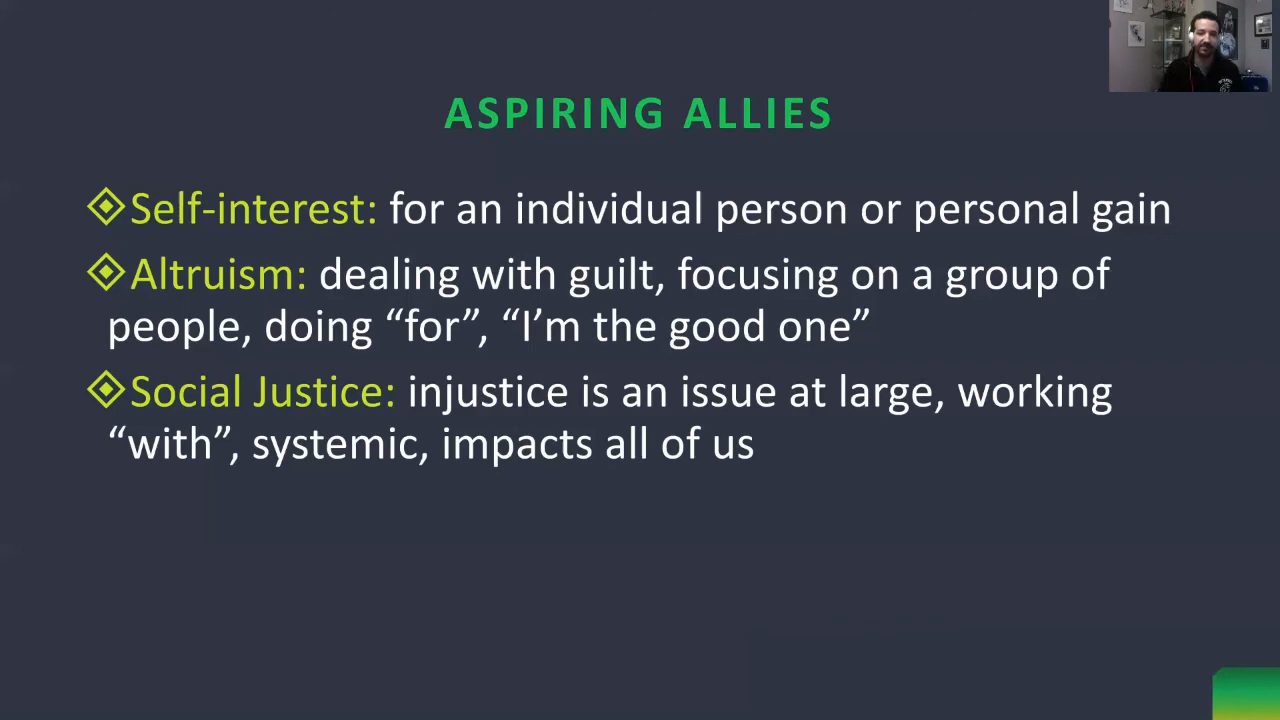 ASPIRING ALLIES
Self-interest: for an individual person or personal gain
Altruism: dealing with guilt, focusing on a group of
people, doing “for”, “I’m the good one”
Social Justice: injustice is an issue at large, working
“with”, systemic, impacts all of us